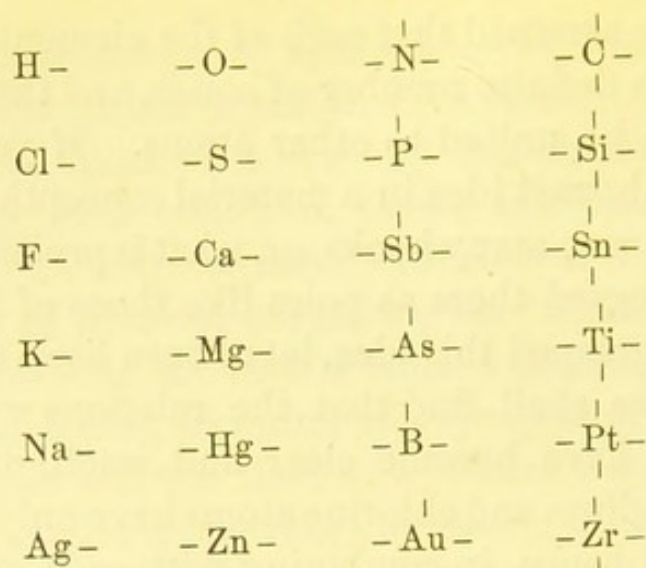 H– –O– –N– –C–
Cl– –S– –P– –Si–
F– –Ca– –Sb– –Sn–
K– –Mg– –As– –Ti–
Na– –Hg– –B– –Pt–
Ag– –Zn– –Au– –Zr–